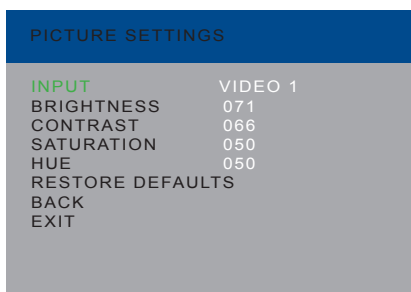 PICTURE SETTINGS
INPUT VIDEO 1
BRIGHTNESS 071
CONTRAST 066
SATURATION 050
HUE 050
RESTORE DEFAULTS
BACK
EXIT